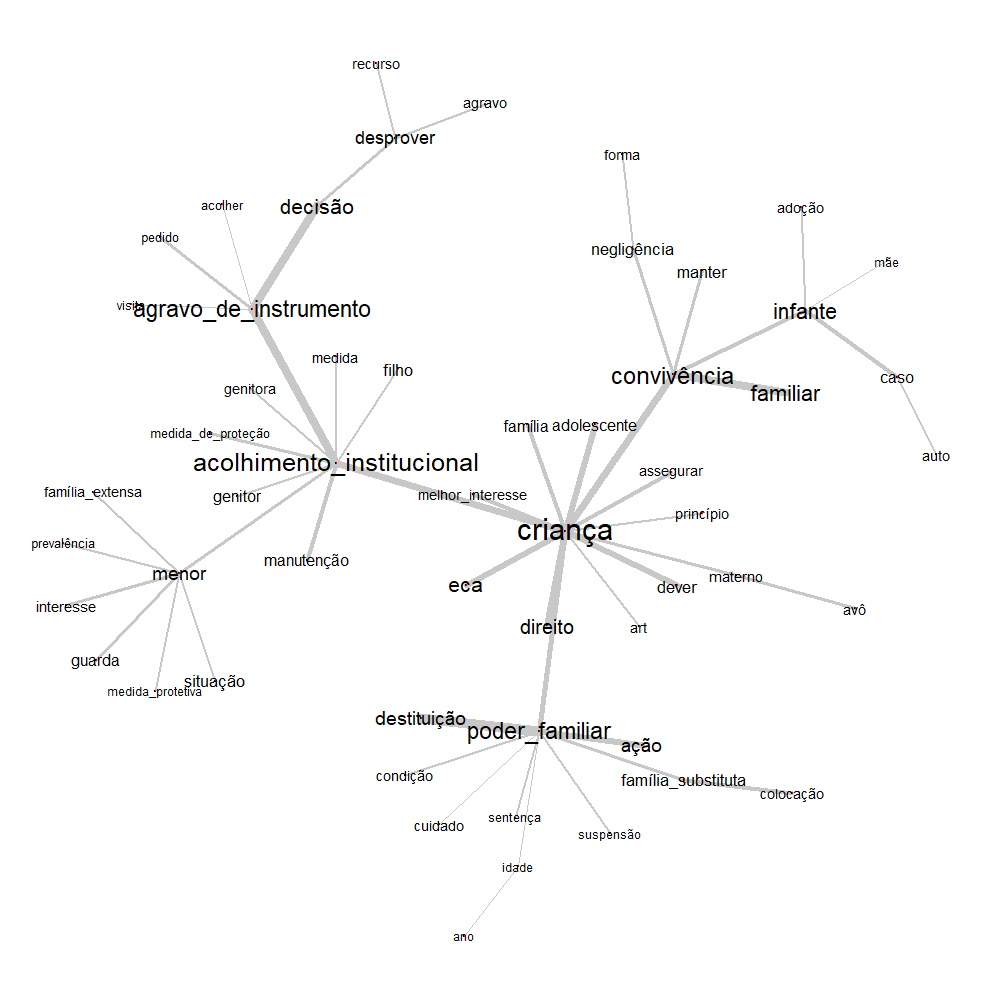 recurso
agravo
desprover
forma
acolher
decisão
adoção
pedido
negligência
mãe
manter
visita
agravo_de_instrumento
infante
medida
filho
convivência
caso
genitora
familiar
família
adolescente
medida_de_proteção
auto
acolhimento_institucional
assegurar
família_extensa
genitor
melhor_interesse
princípio
criança
prevalência
manutenção
menor
materno
eca
dever
interesse
avô
direito
art
guarda
situação
medida_protetiva
destituição
poder_familiar
ação
condição
família_substituta
colocação
sentença
cuidado
suspensão
idade
ano